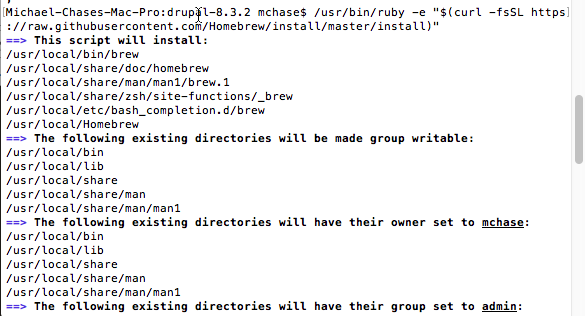 [Michael-Chases-Mac-Pro:drupal-8.3.2 mchase$ /usr/bin/ruby -e "$(curl -fsSL https]
://raw.githubusercontent.com/Homebrew/install/master/install)"
==> This script will install:
/usr/local/bin/brew
/usr/local/share/doc/homebrew
/usr/local/share/man/man1/brew.1
/usr/local/share/zsh/site-functions/_brew
/usr/local/etc/bash_completion.d/brew
/usr/local/Homebrew
==> The following existing directories will be made group writable:
/usr/local/bin
/usr/local/lib
/usr/local/share
/usr/local/share/man
/usr/local/share/man/man1
==> The following existing directories will have their owner set to mchase:
/usr/local/bin
/usr/local/lib
/usr/local/share
/usr/local/share/man
/usr/local/share/man/man1
==> The following existing directories will have their group set to admin: